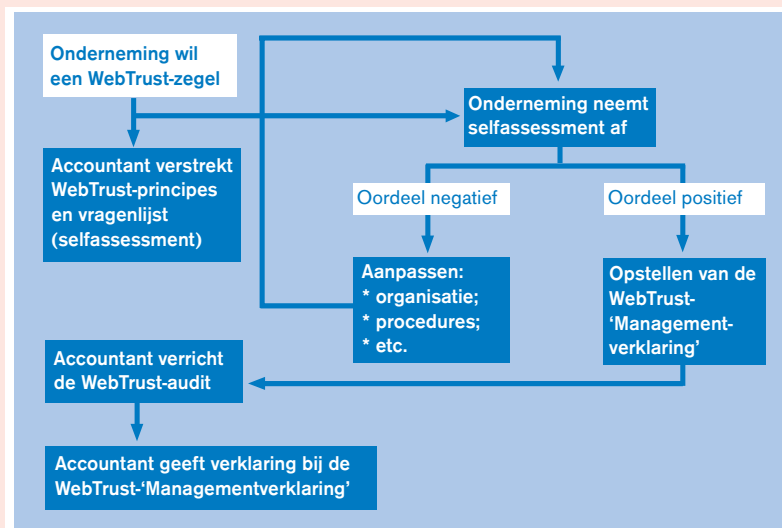 Onderneming wil
een WebTrust-zegel
Onderneming neemt
selfassessment af
Accountant verstrekt
WebTrust-principes
en vragenlijst
(selfassessment)
Oordeel negatief
Oordeel positief
Aanpassen:
* organisatie;
* procedures;
* etc.
Opstellen van de
WebTrust-
‘Management-
verklaring’
Accountant verricht
de WebTrust-audit
Accountant geeft verklaring bij de
WebTrust-‘Managementverklaring’